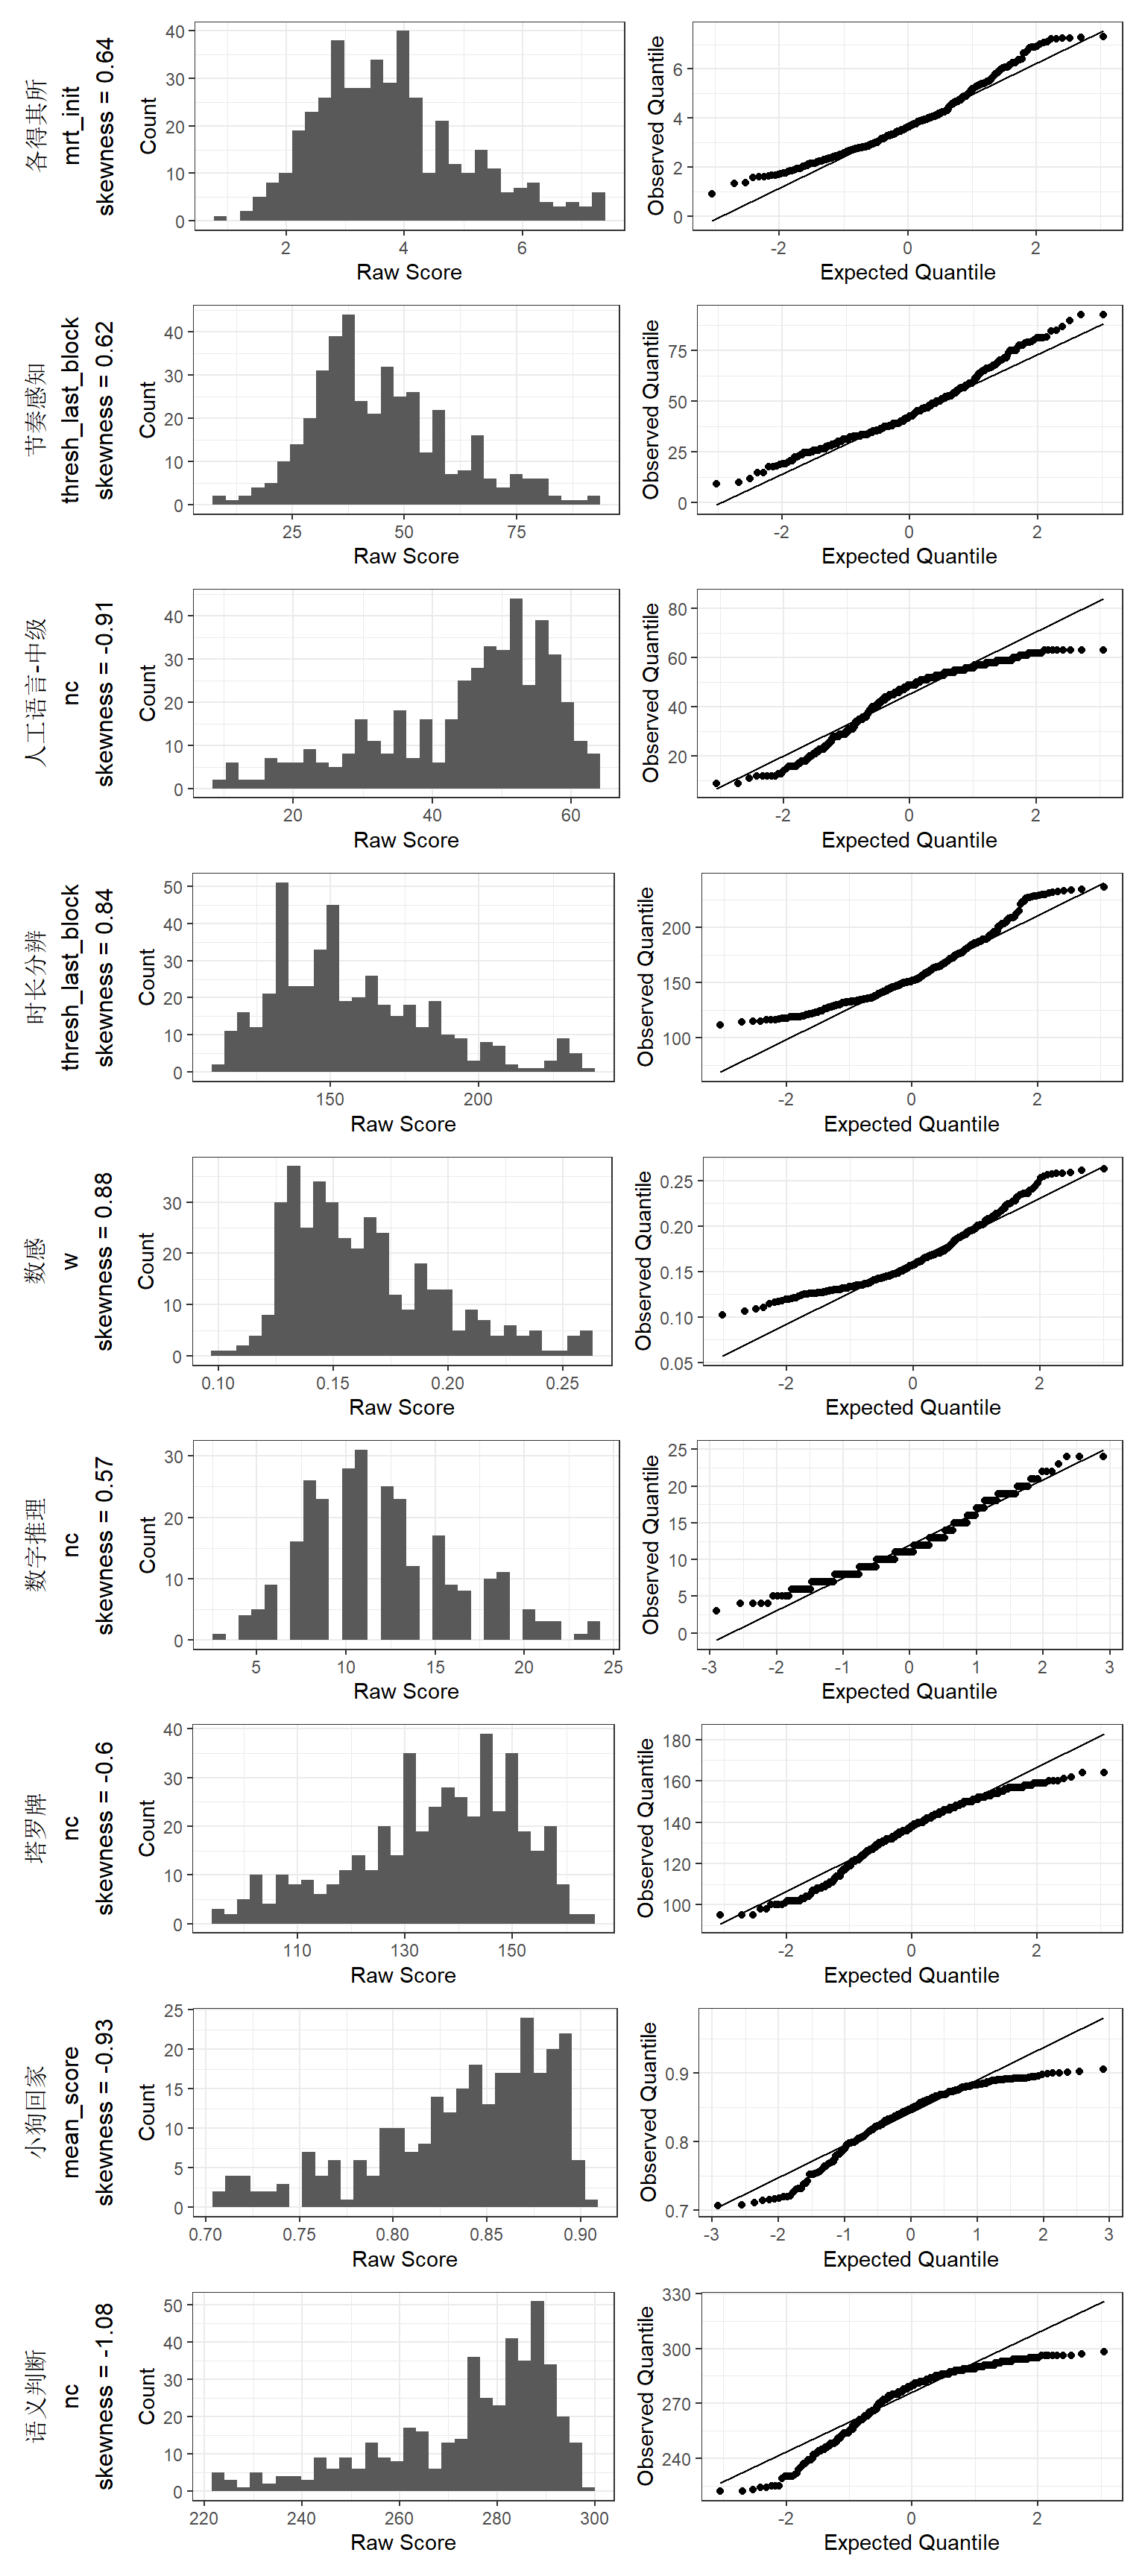 各得其所
mrt_init
skewness = 0.64
Count
40
30
20
10
0
2
4
6
Raw Score
Observed Quantile
6
4
2
0
-2
0
2
Expected Quantile
节奏感知
thresh_last_block
skewness = 0.62
Count
40
30
20
10
0
25
50
75
Raw Score
Observed Quantile
75
50
25
0
-2
0
2
Expected Quantile
人工语言-中级
nc
skewness = -0.91
Count
40
30
20
10
0
20
40
60
Raw Score
Observed Quantile
80
60
40
20
-2
0
2
Expected Quantile
时长分辨
thresh_last_block
skewness = 0.84
Count
50
40
30
20
10
0
150
200
Raw Score
Observed Quantile
200
150
100
-2
0
2
Expected Quantile
数感
w
skewness = 0.88
Count
30
20
10
0
0.10
0.15
0.20
0.25
Raw Score
Observed Quantile
0.25
0.20
0.15
0.10
0.05
-2
0
2
Expected Quantile
数字推理
nc
skewness = 0.57
Count
30
20
10
0
5
10
15
20
25
Raw Score
Observed Quantile
25
20
15
10
5
0
-3
-2
-1
0
1
2
3
Expected Quantile
塔罗牌
nc
skewness = -0.6
Count
40
30
20
10
0
110
130
150
Raw Score
Observed Quantile
180
160
140
120
100
-2
0
2
Expected Quantile
小狗回家
mean_score
skewness = -0.93
Count
25
20
15
10
5
0
0.70
0.75
0.80
0.85
0.90
Raw Score
Observed Quantile
0.9
0.8
0.7
-3
-2
-1
0
1
2
3
Expected Quantile
语义判断
nc
skewness = -1.08
Count
50
40
30
20
10
0
220
240
260
280
300
Raw Score
Observed Quantile
330
300
270
240
-2
0
2
Expected Quantile